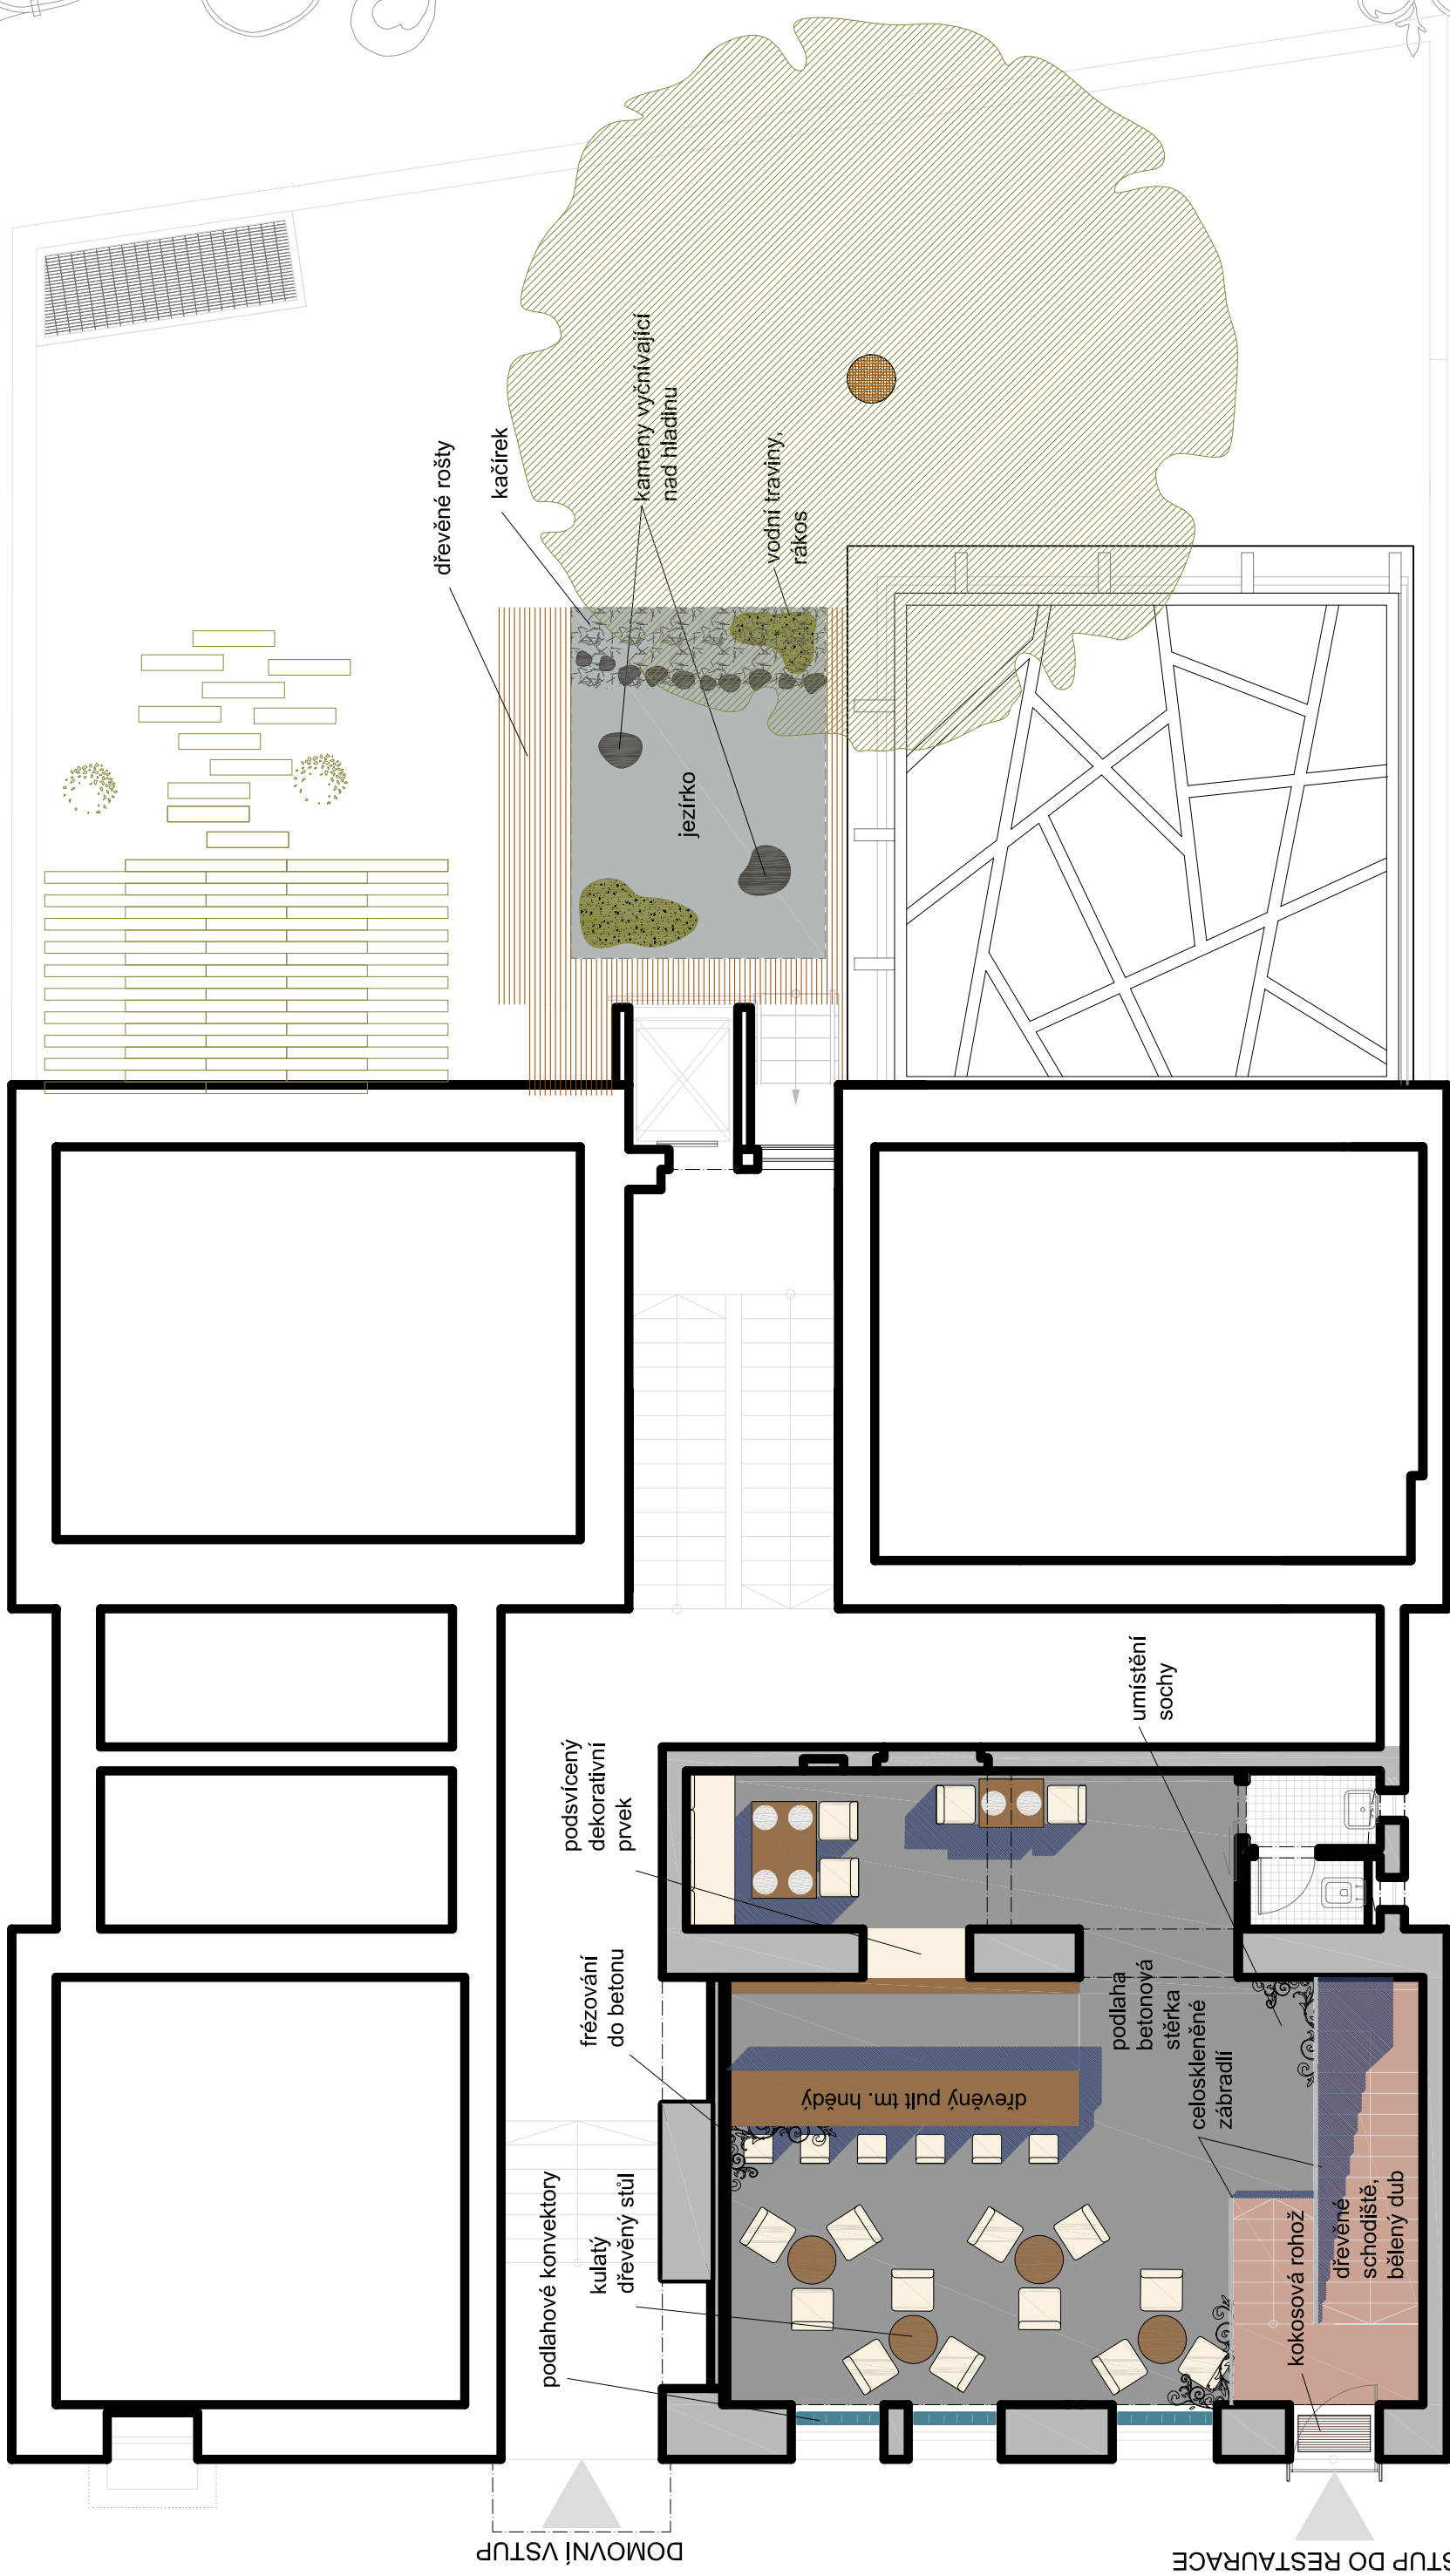 dřevěné rošty
kačírek
kameny vyčnívající
nad hladinu
vodní traviny,
rákos
jezírko
umístění
sochy
podsvícený
dekorativní
prvek
frézování
do betonu
podlaha
betonová
stěrka
celoskleněné
zábradlí
dřevěný pult tm. hnědý
podlahové konvektory
kulatý
dřevěný stůl
kokosová rohož
dřevěné
schodiště,
bělený dub
DOMOVNÍ VSTUP
STUP DO RESTAURACE